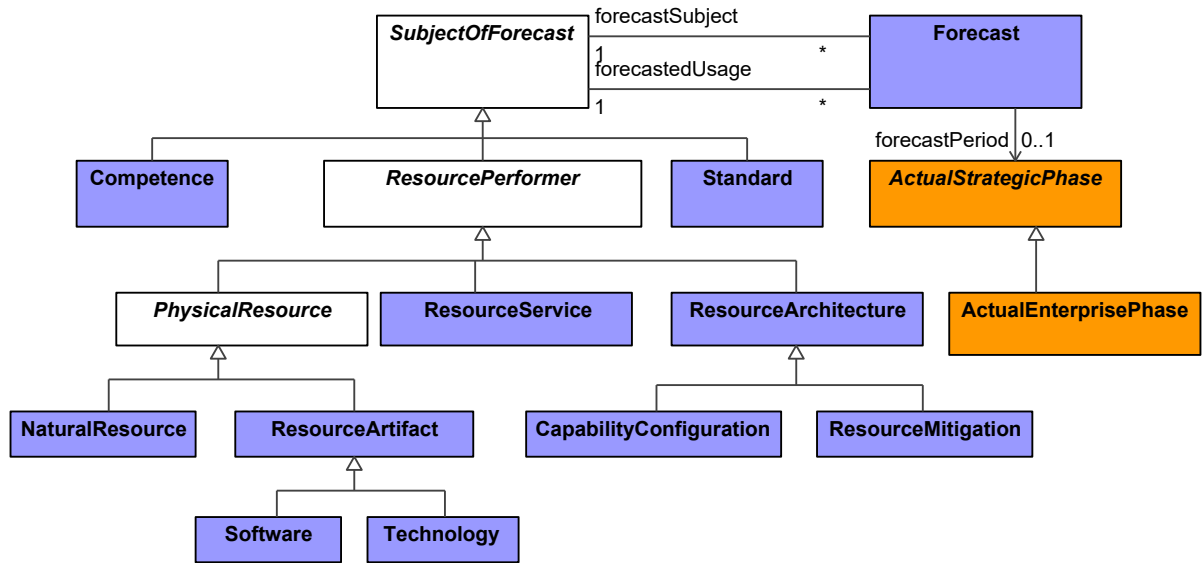 forecastSubject
SubjectOfForecast
Forecast
1
*
forecastedUsage
1
*
forecastPeriod
0..1
Competence
ResourcePerformer
Standard
ActualStrategicPhase
PhysicalResource
ResourceService
ResourceArchitecture
ActualEnterprisePhase
NaturalResource
ResourceArtifact
CapabilityConfiguration
ResourceMitigation
Software
Technology